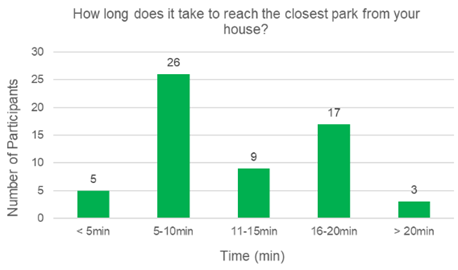 How long does it take to reach the closest park from your
house?
Number of Participants
30
25
20
15
10
5
0
5
26
9
17
3
< 5min
5-10min
11-15min
16-20min
> 20min
Time (min)